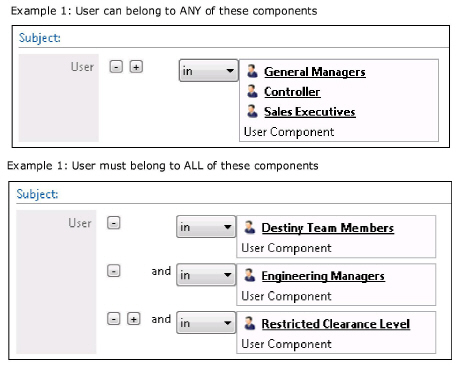 Example 1: User can belong to ANY of these components
Subject:
User - + in General Managers
Controller
Sales Executives
User Component
Example 1: User must belong to ALL of these components
Subject:
User - in Destiny Team Members
User Component
- and in Engineering Managers
User Component
- + and in Restricted Clearance Level
User Component